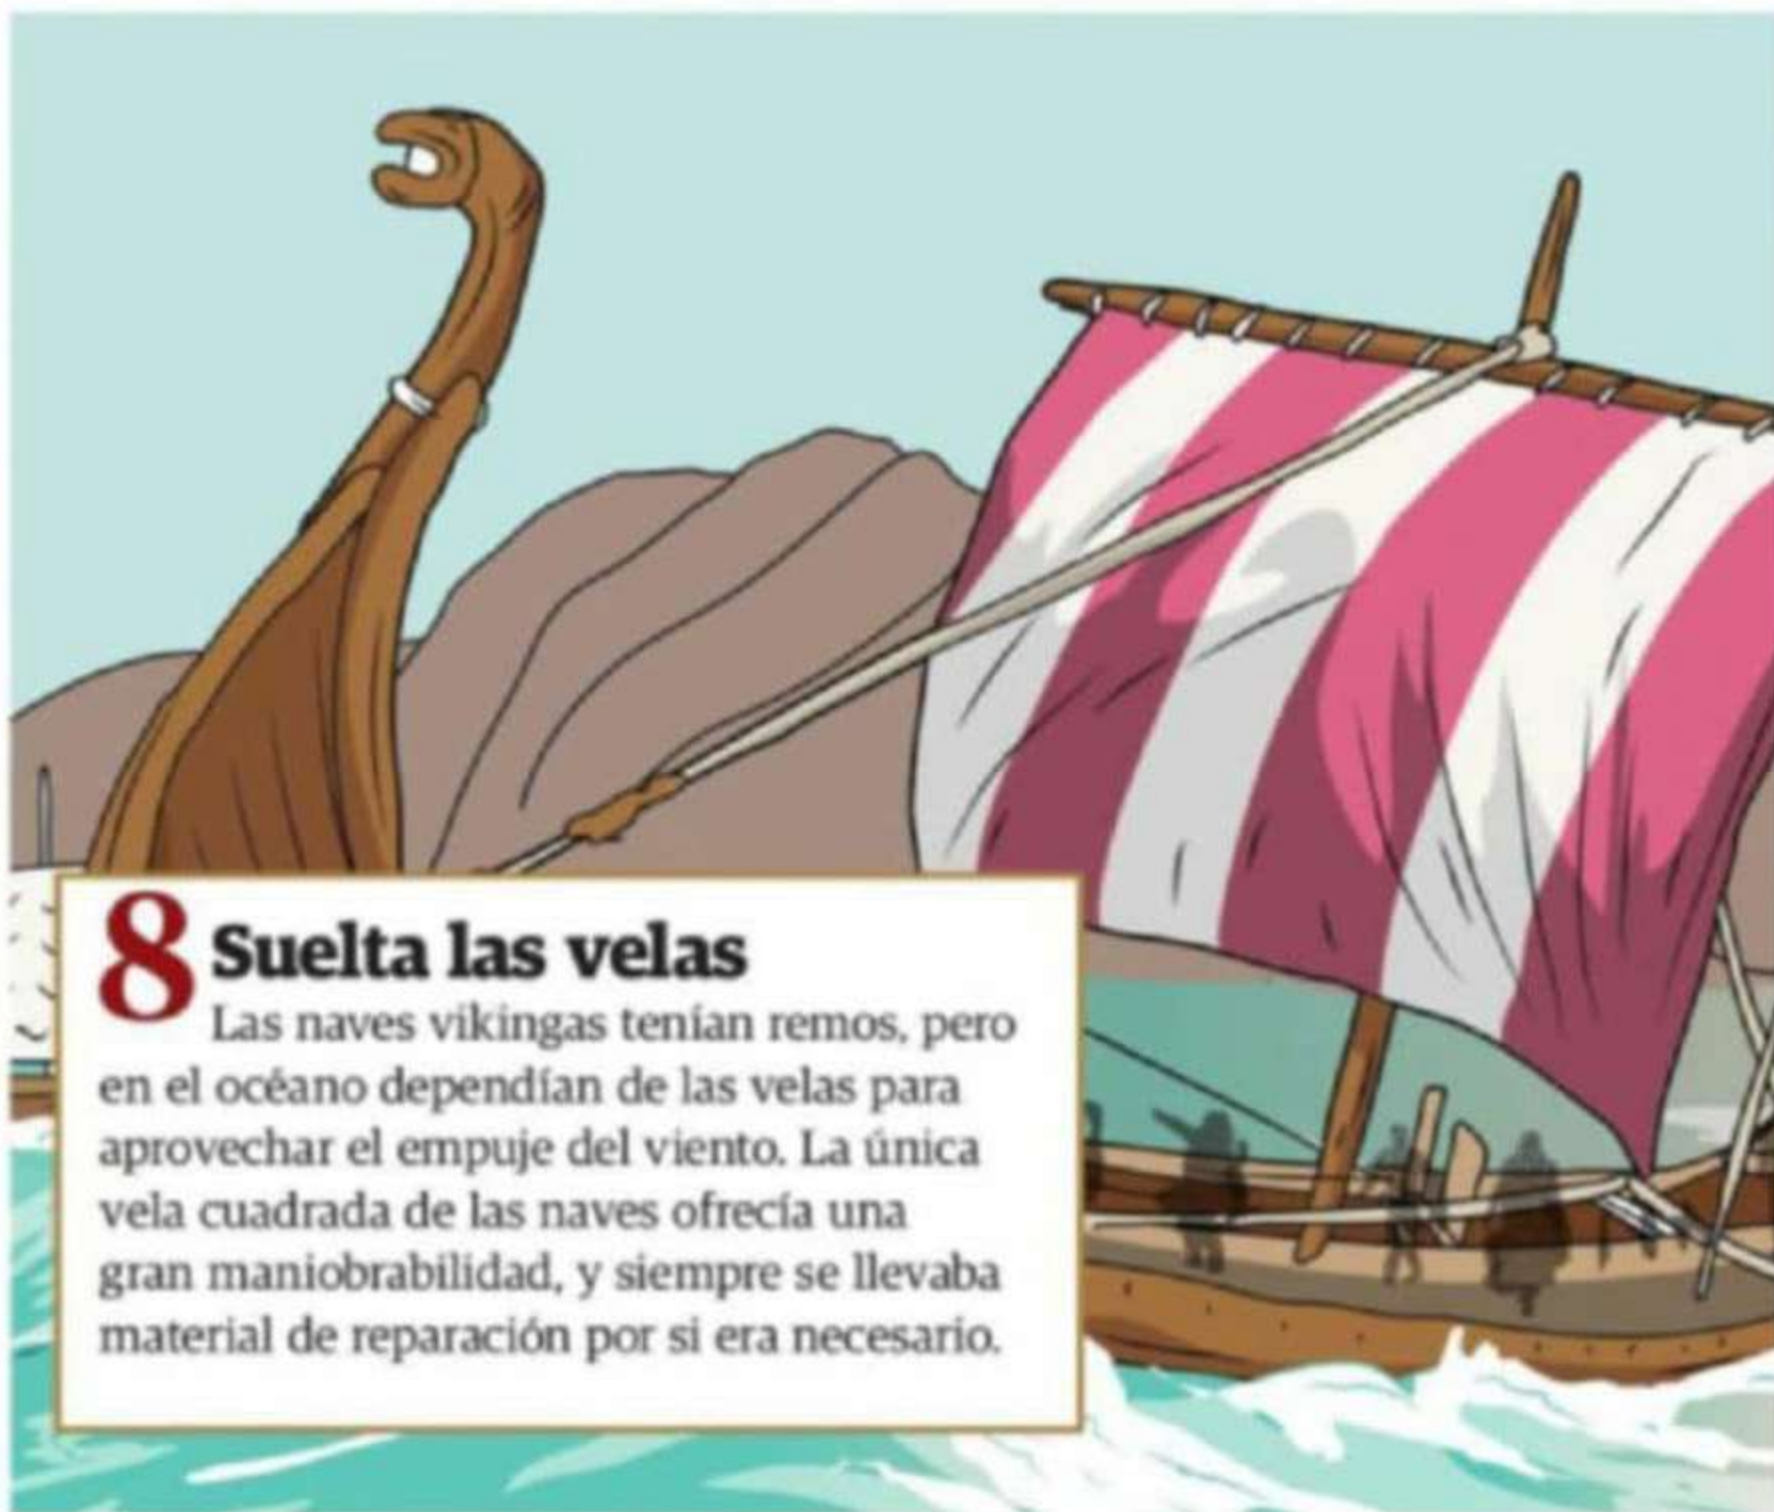 8 Suelta las velas
Las naves vikingas tenían remos, pero
en el océano dependían de las velas para
aprovechar el empuje del viento. La única
vela cuadrada de las naves ofrecía una
gran maniobrabilidad, y siempre se llevaba
material de reparación por si era necesario.